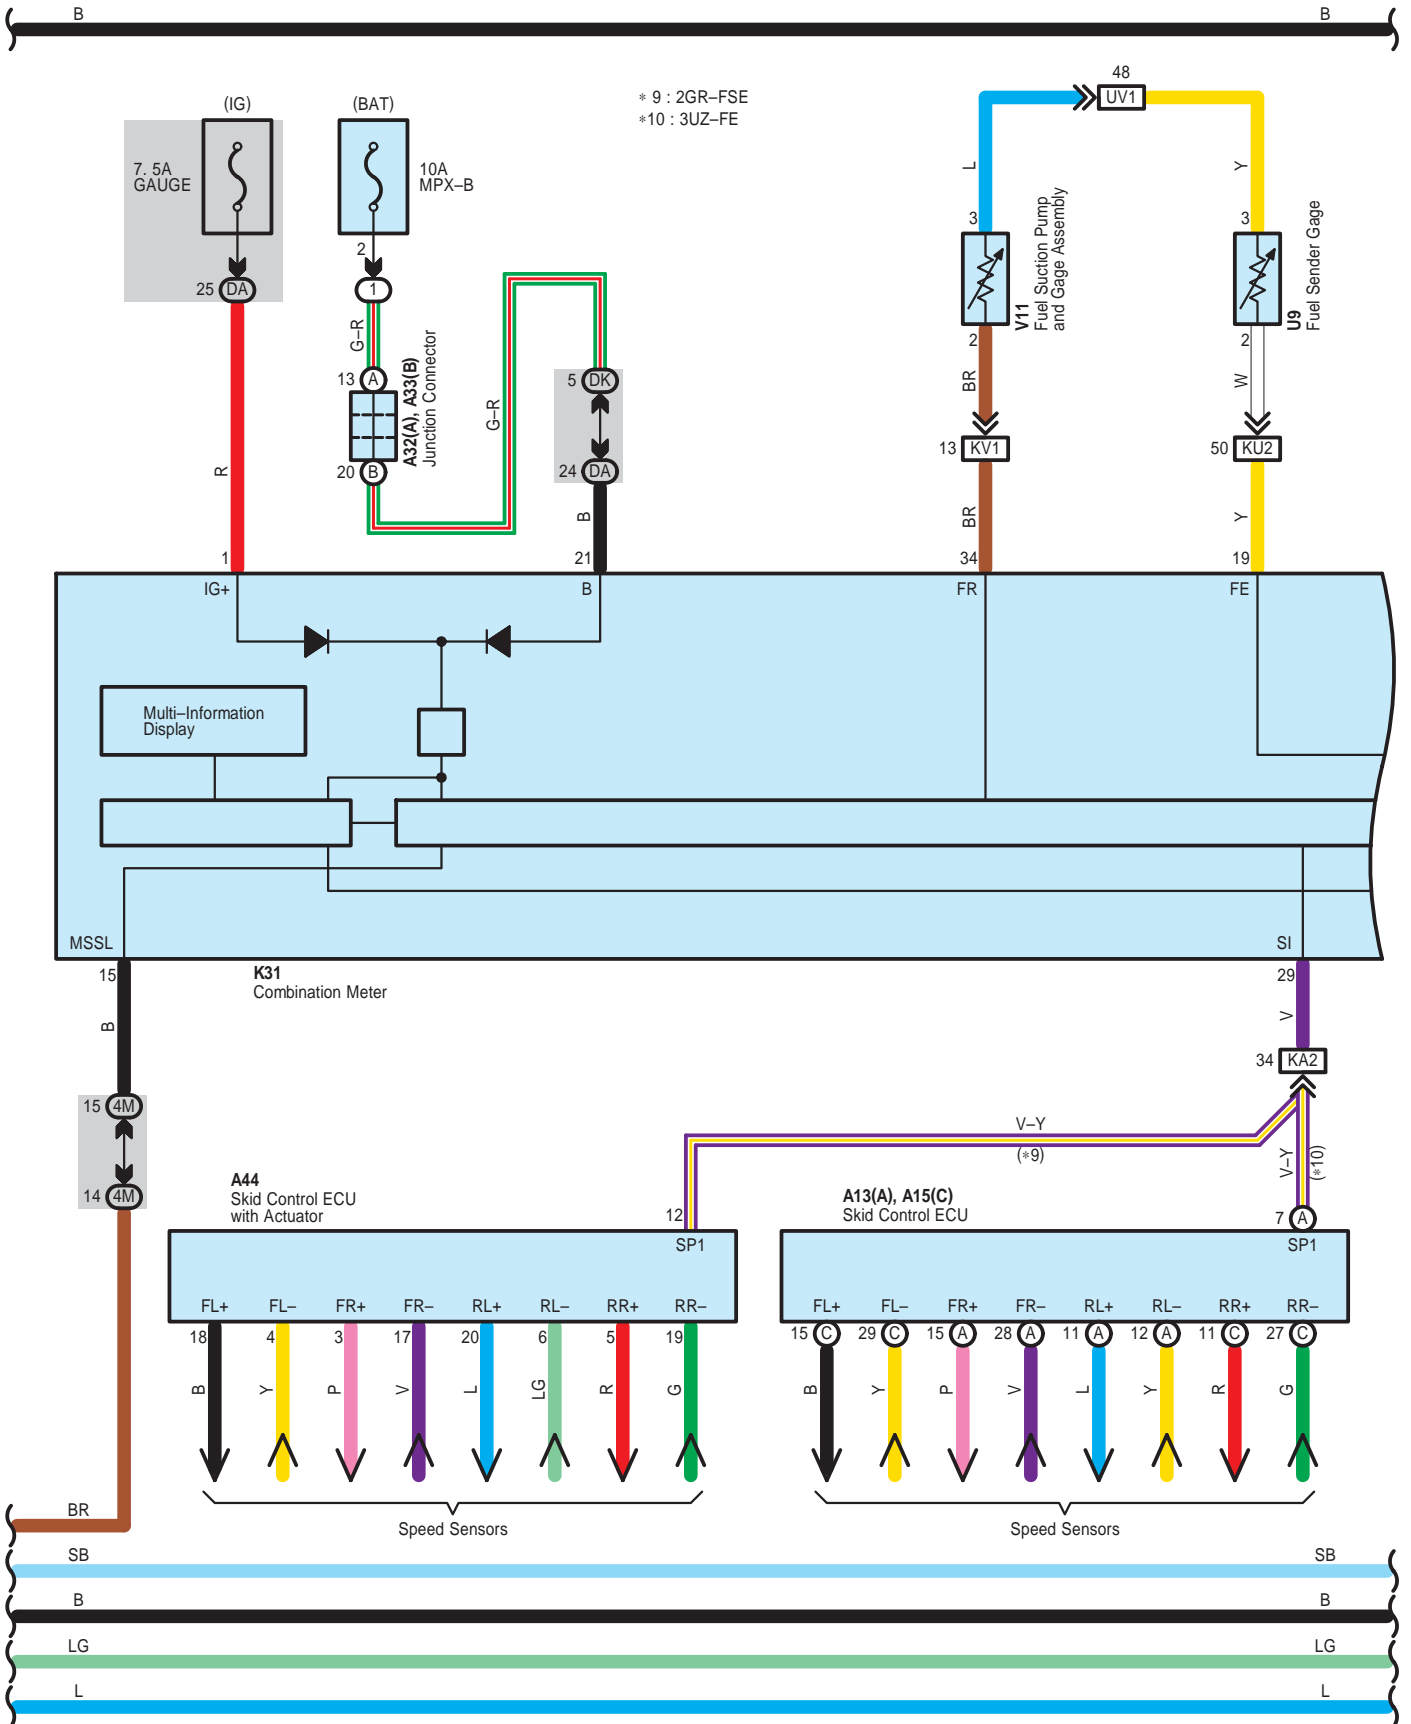 B B
* 9 : 2GR–FSE
*10 : 3UZ–FE
(IG)
7. 5A
GAUGE
25 DA
R
1
(BAT)
10A
MPX–B
2
1
G–R
13 A
A32(A), A33(B)
Junction Connector
20 B
G–R
5 DK
24 DA
B
21
48
UV1
L
Y
3
V11
Fuel Suction Pump
and Gage Assembly
2
BR
13 KV1
BR
34
3
U9
Fuel Sender Gage
2
W
50 KU2
Y
19
IG+ B FR FE
Multi–Information
Display
MSSL SI
15
K31
Combination Meter
29
B
V
34 KA2
15 4M
14 4M
V–Y
(*9)
V–Y
(*10)
A44
Skid Control ECU
with Actuator
12
SP1
FL+ FL– FR+ FR– RL+ RL– RR+ RR–
18 4 3 17 20 6 5 19
B Y P V L LG R G
Speed Sensors
A13(A), A15(C)
Skid Control ECU
7 A
SP1
FL+ FL– FR+ FR– RL+ RL– RR+ RR–
15 C 29 C 15 A 28 A 11 A 12 A 11 C 27 C
B Y P V L Y R G
Speed Sensors
BR
SB SB
B B
LG LG
L L